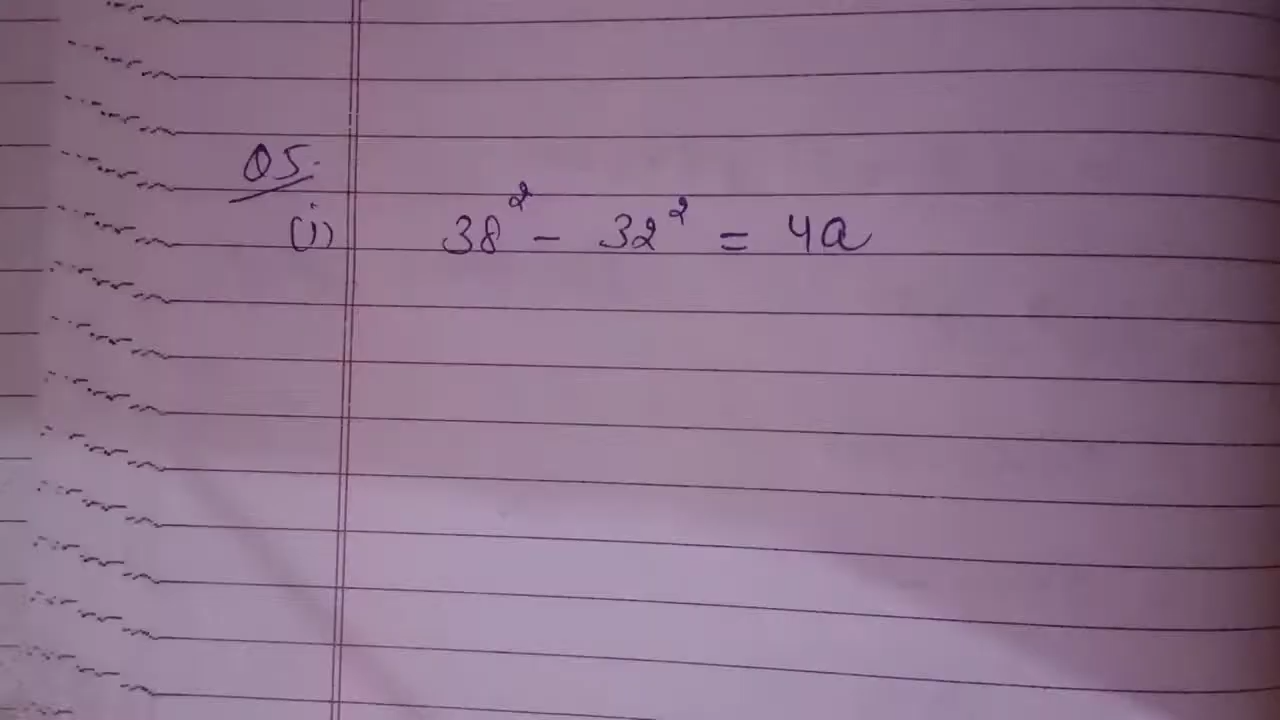 Q5.
(i) 38² - 32² = 4a